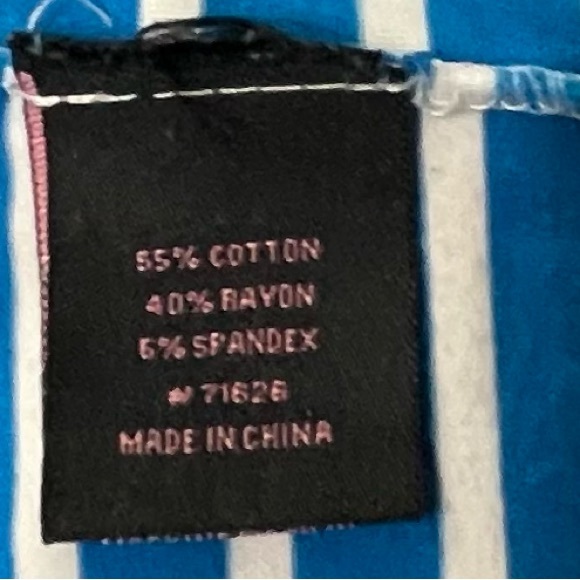 55% COTTON
40% RAYON
5% SPANDEX
# 71626
MADE IN CHINA